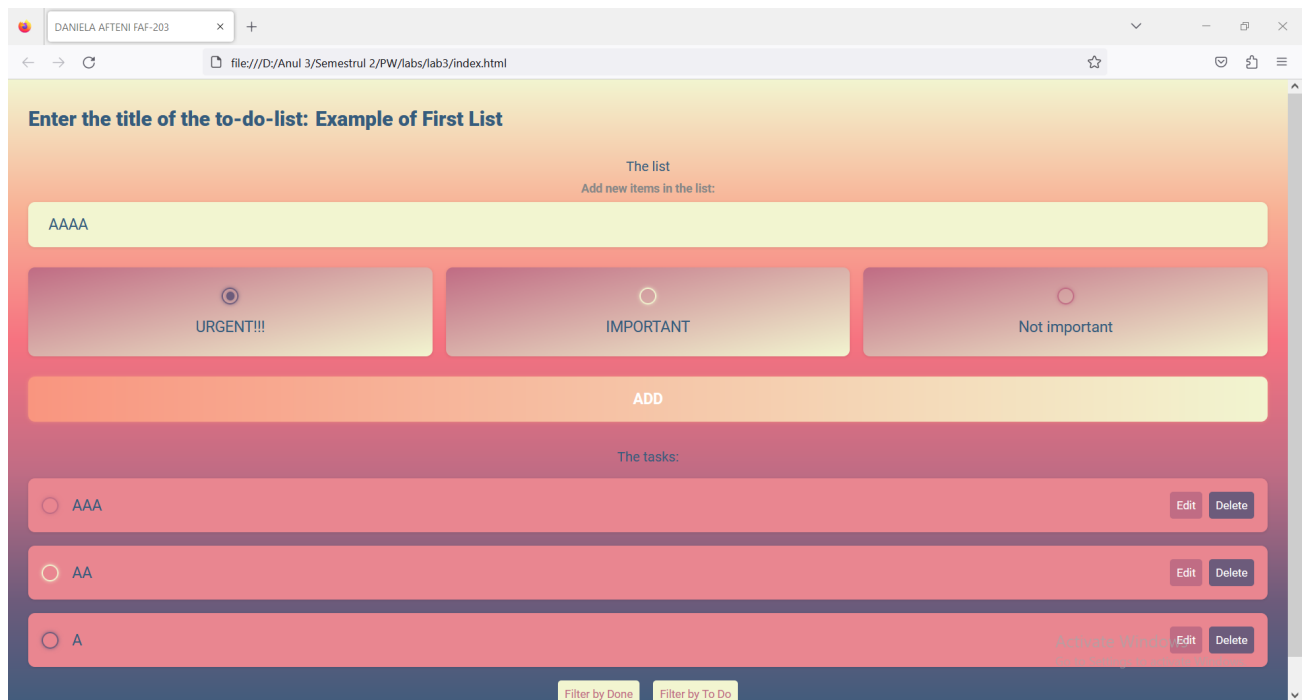 DANIELA AFTENI FAF-203
file:///D:/Anul 3/Semestrul 2/PW/labs/lab3/index.html
Enter the title of the to-do-list: Example of First List
The list
Add new items in the list:
AAAA
URGENT!!! IMPORTANT Not important
ADD
The tasks:
AAA Edit Delete
AA Edit Delete
A Edit Delete
Activate Windows
Filter by Done Filter by To Do